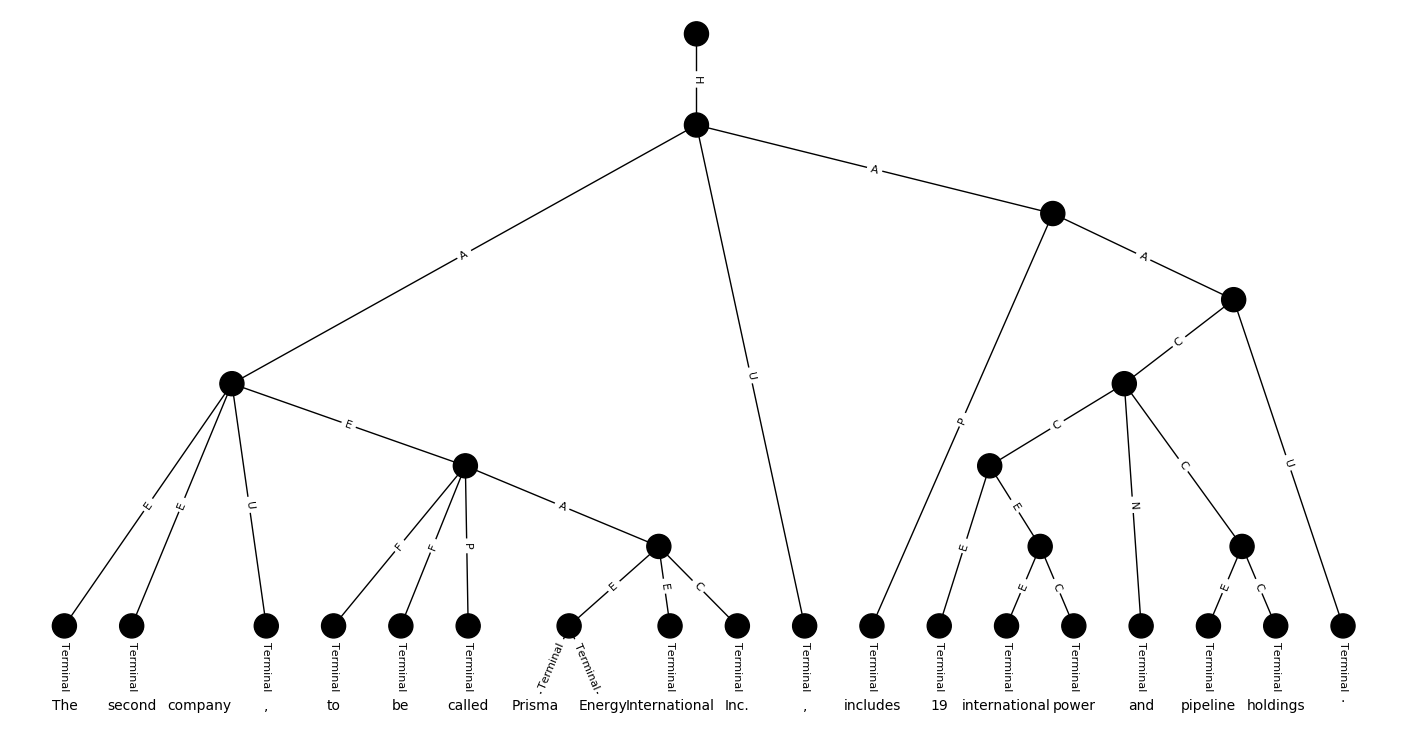 H
A
A
A
U
C
E
P
C
U
E
E
U
A
E
C
N
F
F
P
E
E
E
C
E
C
E
C
Terminal Terminal Terminal Terminal Terminal Terminal Terminal Terminal Terminal Terminal Terminal Terminal Terminal Terminal Terminal Terminal Terminal Terminal Terminal
The second company , to be called Prisma Energy International Inc. , includes 19 international power and pipeline holdings .